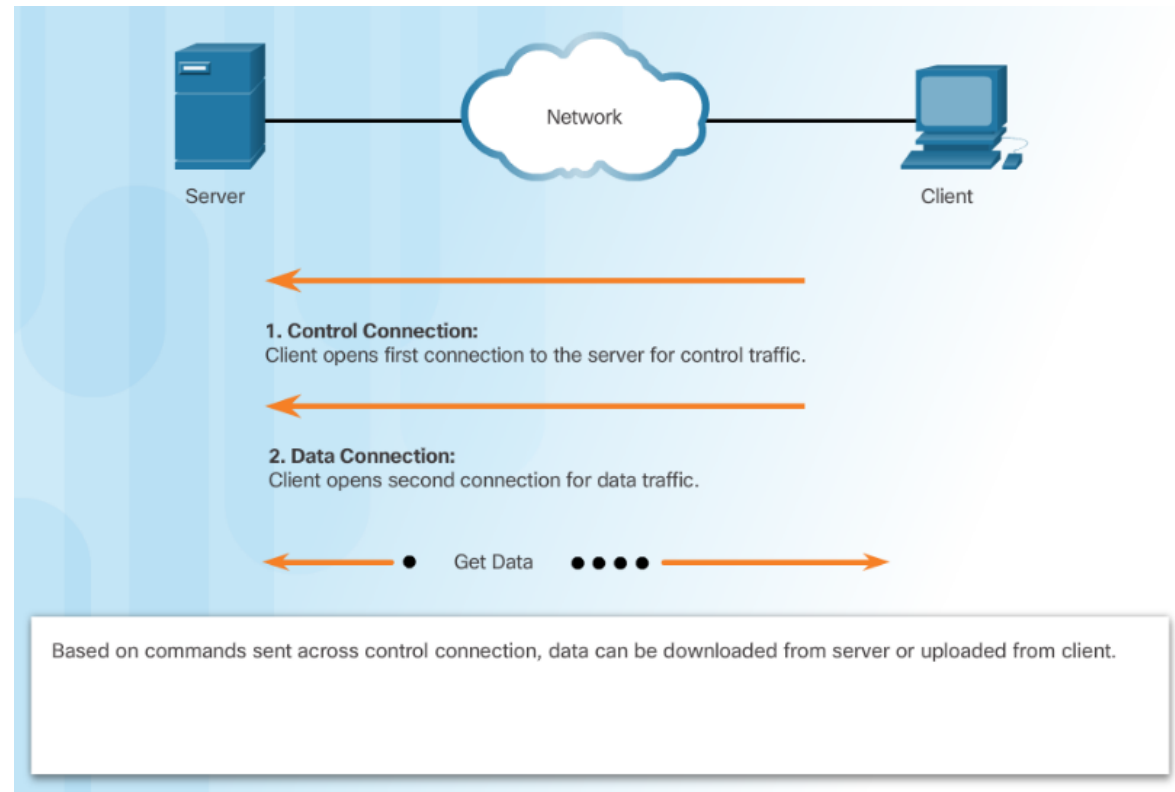 Network
Server
Client
1. Control Connection:
Client opens first connection to the server for control traffic.
2. Data Connection:
Client opens second connection for data traffic.
Get Data
Based on commands sent across control connection, data can be downloaded from server or uploaded from client.